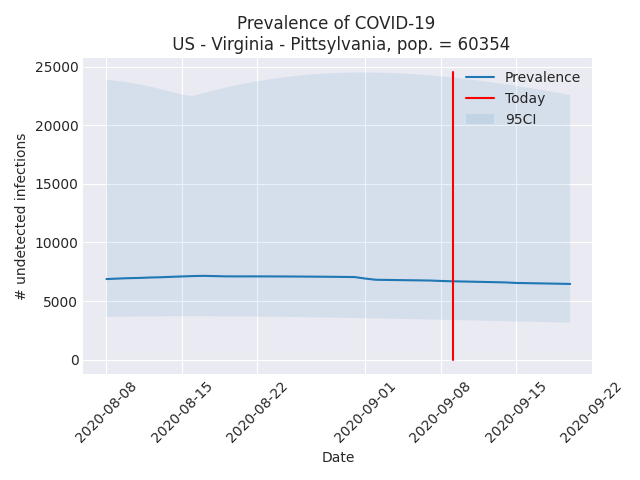 Prevalence of COVID-19
US - Virginia - Pittsylvania, pop. = 60354
25000
20000
15000
10000
5000
0
# undetected infections
Prevalence
Today
95CI
2020-08-08
2020-08-15
2020-08-22
2020-09-01
2020-09-08
2020-09-15
2020-09-22
Date